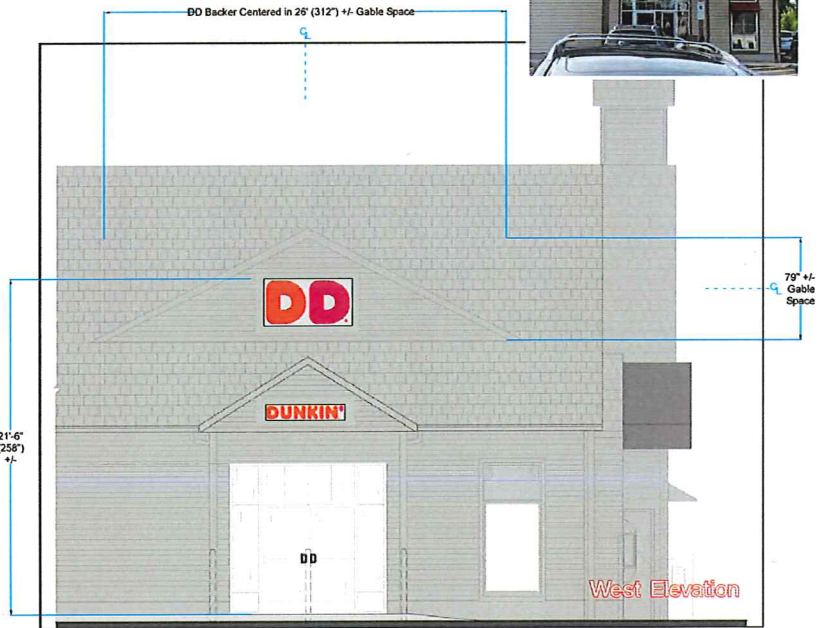 DD Backer Centered in 26' (312") +/- Gable Space
CL
79" +/-
Gable
Space
CL
DD
DUNKIN'
21'-6"
(258")
+/-
DD
West Elevation